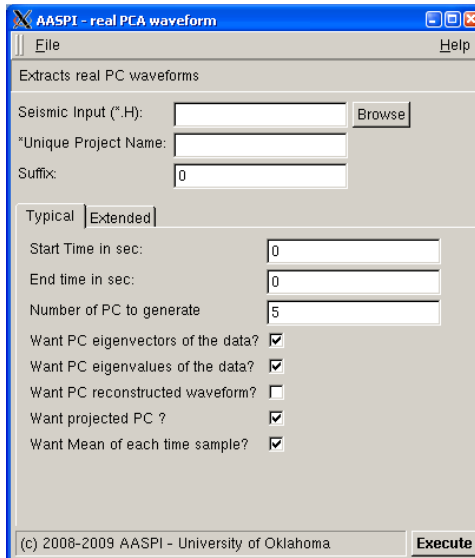 AASPI - real PCA waveform
File Help
Extracts real PC waveforms
Seismic Input (*.H): Browse
*Unique Project Name:
Suffix: 0
Typical Extended
Start Time in sec: 0
End time in sec: 0
Number of PC to generate 5
Want PC eigenvectors of the data?
Want PC eigenvalues of the data?
Want PC reconstructed waveform?
Want projected PC ?
Want Mean of each time sample?
(c) 2008-2009 AASPI - University of Oklahoma Execute